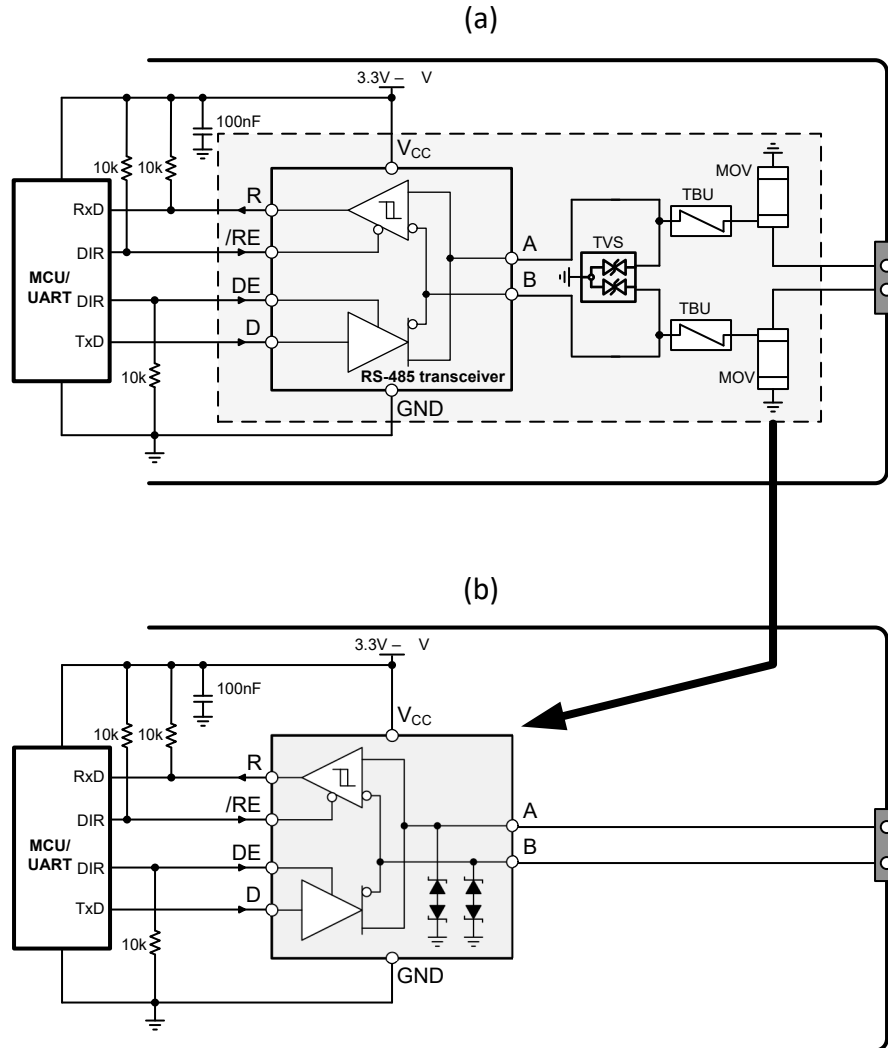 (a)
3.3V – V
100nF
10k
10k
VCC
R
RxD
/RE
DIR
MCU/
UART
DE
DIR
D
TxD
10k
RS-485 transceiver
GND
A
B
TVS
TBU
MOV
TBU
MOV
(b)
3.3V – V
100nF
10k
10k
VCC
R
RxD
/RE
DIR
MCU/
UART
DE
DIR
D
TxD
10k
GND
A
B